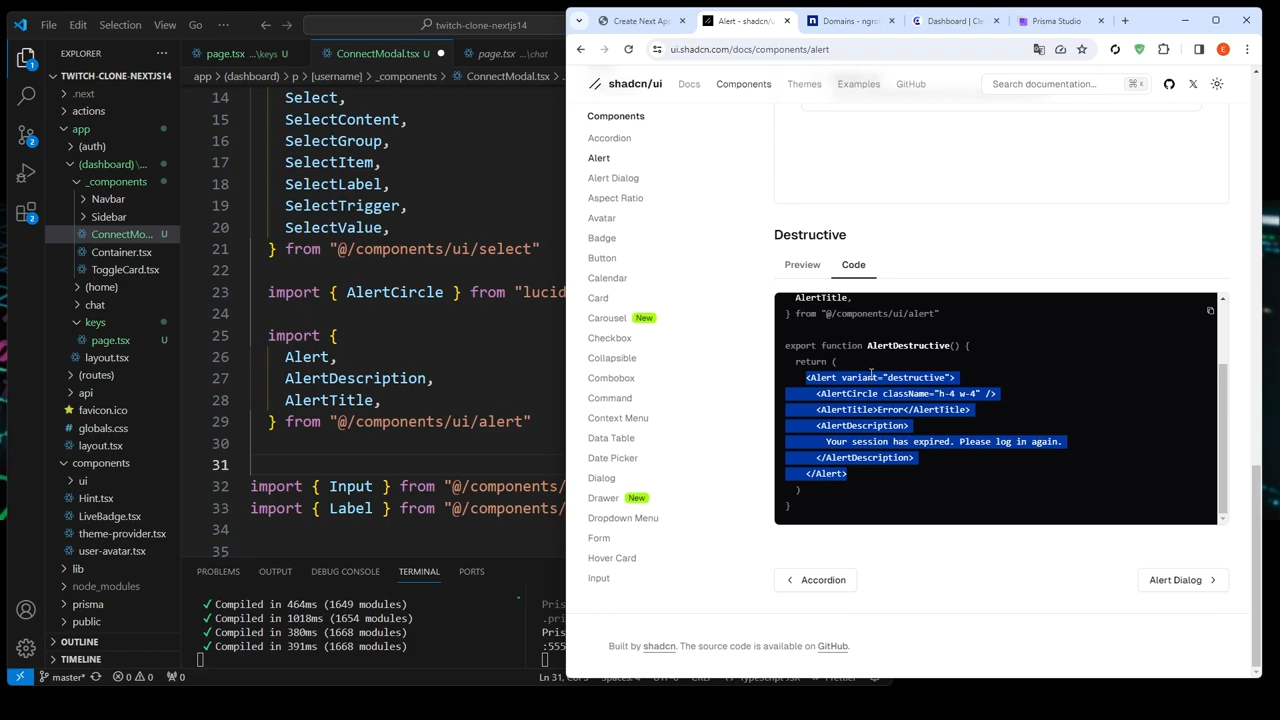 File Edit Selection View Go
twitch-clone-nextjs14
EXPLORER
TWITCH-CLONE-NEXTJS14
.next
actions
app
(auth)
(dashboard) \...
_components
Navbar
Sidebar
ConnectMo... U
Container.tsx
ToggleCard.tsx
(home)
chat
keys
page.tsx U
layout.tsx
(routes)
api
favicon.ico
globals.css
layout.tsx
components
ui
Hint.tsx
LiveBadge.tsx
theme-provider.tsx
user-avatar.tsx
lib
node_modules
prisma
public
OUTLINE
TIMELINE
page.tsx ...\keys U
ConnectModal.tsx U
page.tsx ...\chat
app > (dashboard) > p > [username] > _components > ConnectModal.tsx
14 Select,
15 SelectContent,
16 SelectGroup,
17 SelectItem,
18 SelectLabel,
19 SelectTrigger,
20 SelectValue,
21 } from "@/components/ui/select"
22
23 import { AlertCircle } from "lucid
24
25 import {
26 Alert,
27 AlertDescription,
28 AlertTitle,
29 } from "@/components/ui/alert"
30
31
32 import { Input } from "@/components/
33 import { Label } from "@/components/
34
35
PROBLEMS OUTPUT DEBUG CONSOLE TERMINAL PORTS
✓ Compiled in 464ms (1649 modules)
✓ Compiled in 1018ms (1654 modules)
✓ Compiled in 380ms (1668 modules)
✓ Compiled in 391ms (1668 modules)
Pris
.pri
Pris
:555
master* 0 0 0
Create Next App
Alert - shadcn/u
Domains - ngro
Dashboard | Cle
Prisma Studio
ui.shadcn.com/docs/components/alert
E
shadcn/ui Docs Components Themes Examples GitHub
Search documentation... ⌘ K
Components
Accordion
Alert
Alert Dialog
Aspect Ratio
Avatar
Badge
Button
Calendar
Card
Carousel New
Checkbox
Collapsible
Combobox
Command
Context Menu
Data Table
Date Picker
Dialog
Drawer New
Dropdown Menu
Form
Hover Card
Input
Destructive
Preview Code
AlertTitle,
} from "@/components/ui/alert"
export function AlertDestructive() {
return (
<Alert variant="destructive">
<AlertCircle className="h-4 w-4" />
<AlertTitle>Error</AlertTitle>
<AlertDescription>
Your session has expired. Please log in again.
</AlertDescription>
</Alert>
)
}
Accordion
Alert Dialog
Built by shadcn. The source code is available on GitHub.